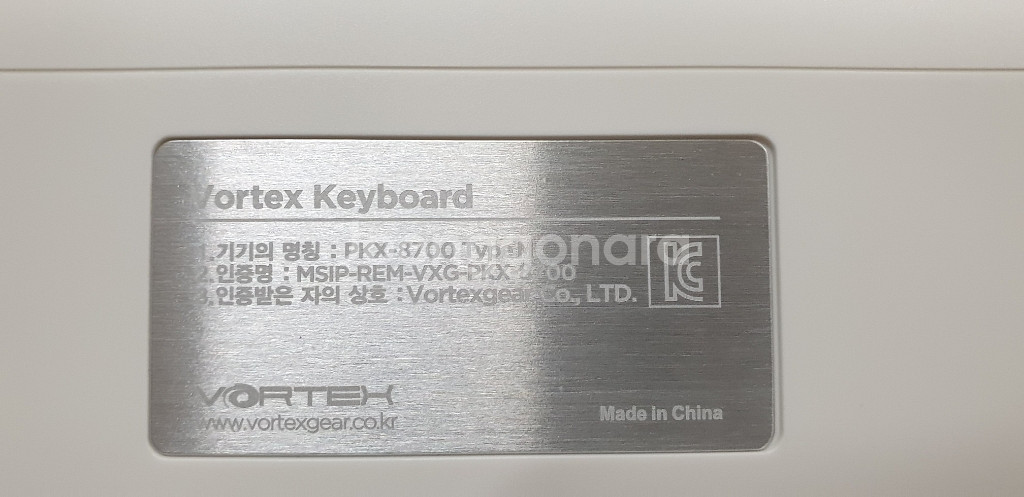 Vortex Keyboard
1.기기의 명칭 : PKX-8700
2.인증명 : MSIP-REM-VXG-PKX-8700
3.인증받은 자의 상호 : Vortexgear Co., LTD.
VORTEX
www.vortexgear.co.kr
Made in China